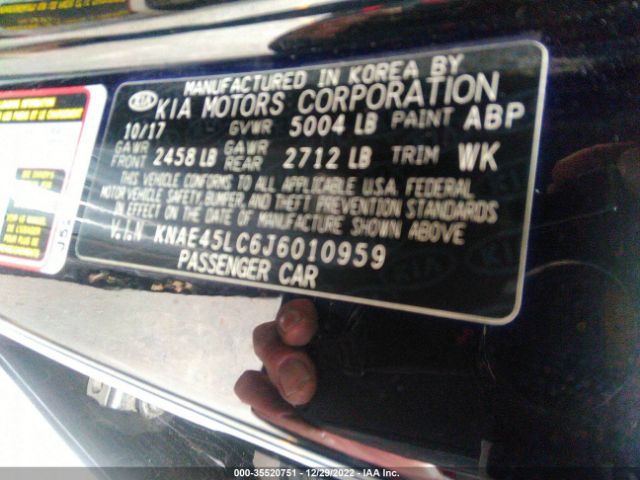 MANUFACTURED IN KOREA BY
KIA KIA MOTORS CORPORATION
10/17 GVWR 5004 LB PAINT ABP
GAWR FRONT 2458 LB GAWR REAR 2712 LB TRIM WK
THIS VEHICLE CONFORMS TO ALL APPLICABLE U.S.A. FEDERAL
MOTOR VEHICLE SAFETY, BUMPER, AND THEFT PREVENTION STANDARDS
IN EFFECT ON THE DATE OF MANUFACTURE SHOWN ABOVE
V.I.N KNAE45LC6J6010959
PASSENGER CAR
000-35520751 - 12/29/2022 - IAA Inc.